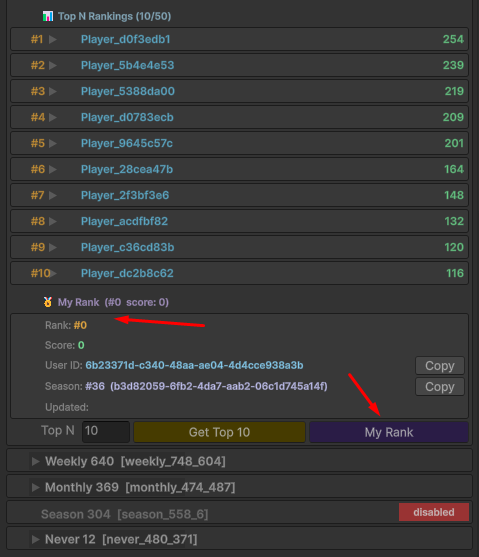 Top N Rankings (10/50)
#1 Player_d0f3edb1 254
#2 Player_5b4e4e53 239
#3 Player_5388da00 219
#4 Player_d0783ecb 209
#5 Player_9645c57c 201
#6 Player_28cea47b 164
#7 Player_2f3bf3e6 148
#8 Player_acdfbf82 132
#9 Player_c36cd83b 120
#10 Player_dc2b8c62 116
My Rank (#0 score: 0)
Rank: #0
Score: 0
User ID: 6b23371d-c340-48aa-ae04-4d4cce938a3b Copy
Season: #36 (b3d82059-6fb2-4da7-aab2-06c1d745a14f) Copy
Updated:
Top N 10 Get Top 10 My Rank
Weekly 640 [weekly_748_604]
Monthly 369 [monthly_474_487]
Season 304 [season_558_6] disabled
Never 12 [never_480_371]